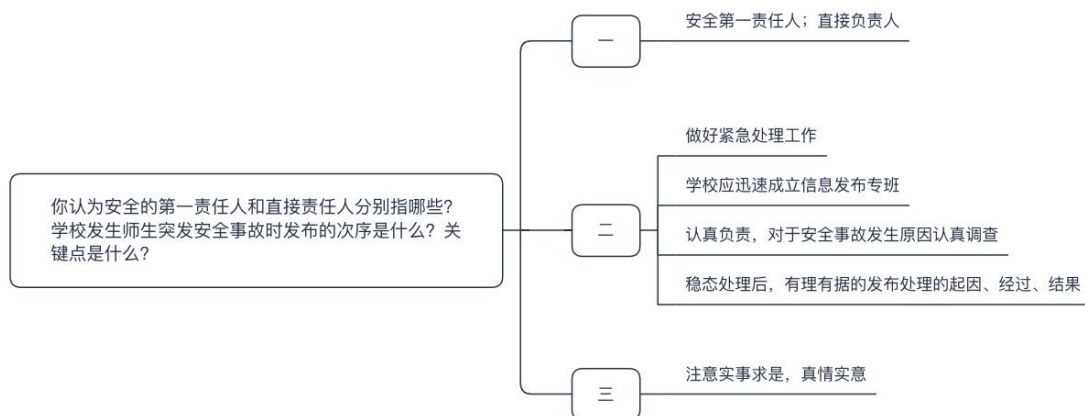 你认为安全的第一责任人和直接责任人分别指哪些？
学校发生师生突发安全事故时发布的次序是什么？关
键点是什么？
一
安全第一责任人；直接负责人
二
做好紧急处理工作
学校应迅速成立信息发布专班
认真负责，对于安全事故发生原因认真调查
稳态处理后，有理有据的发布处理的起因、经过、结果
三
注意实事求是，真情实意